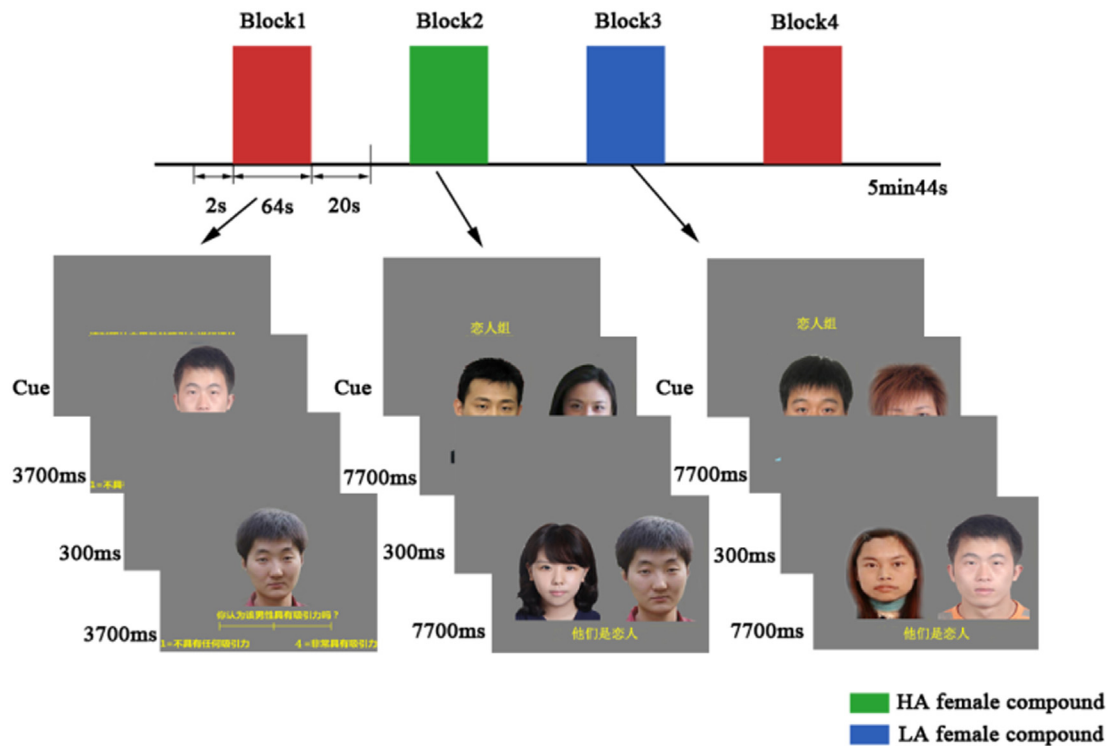 Block1 Block2 Block3 Block4
5min44s
2s 64s 20s
恋人组 恋人组
Cue Cue Cue
3700ms 7700ms 7700ms
1=不具
300ms 300ms 300ms
你认为该男性具有吸引力吗？
3700ms 7700ms 7700ms
1=不具有任何吸引力 4=非常具有吸引力
他们是恋人 他们是恋人
HA female compound
LA female compound